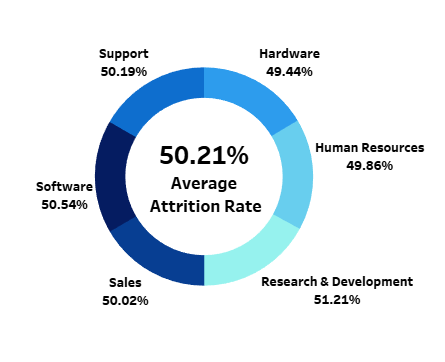 Support
50.19%
Hardware
49.44%
Human Resources
49.86%
50.21%
Average
Attrition Rate
Software
50.54%
Sales
50.02%
Research & Development
51.21%